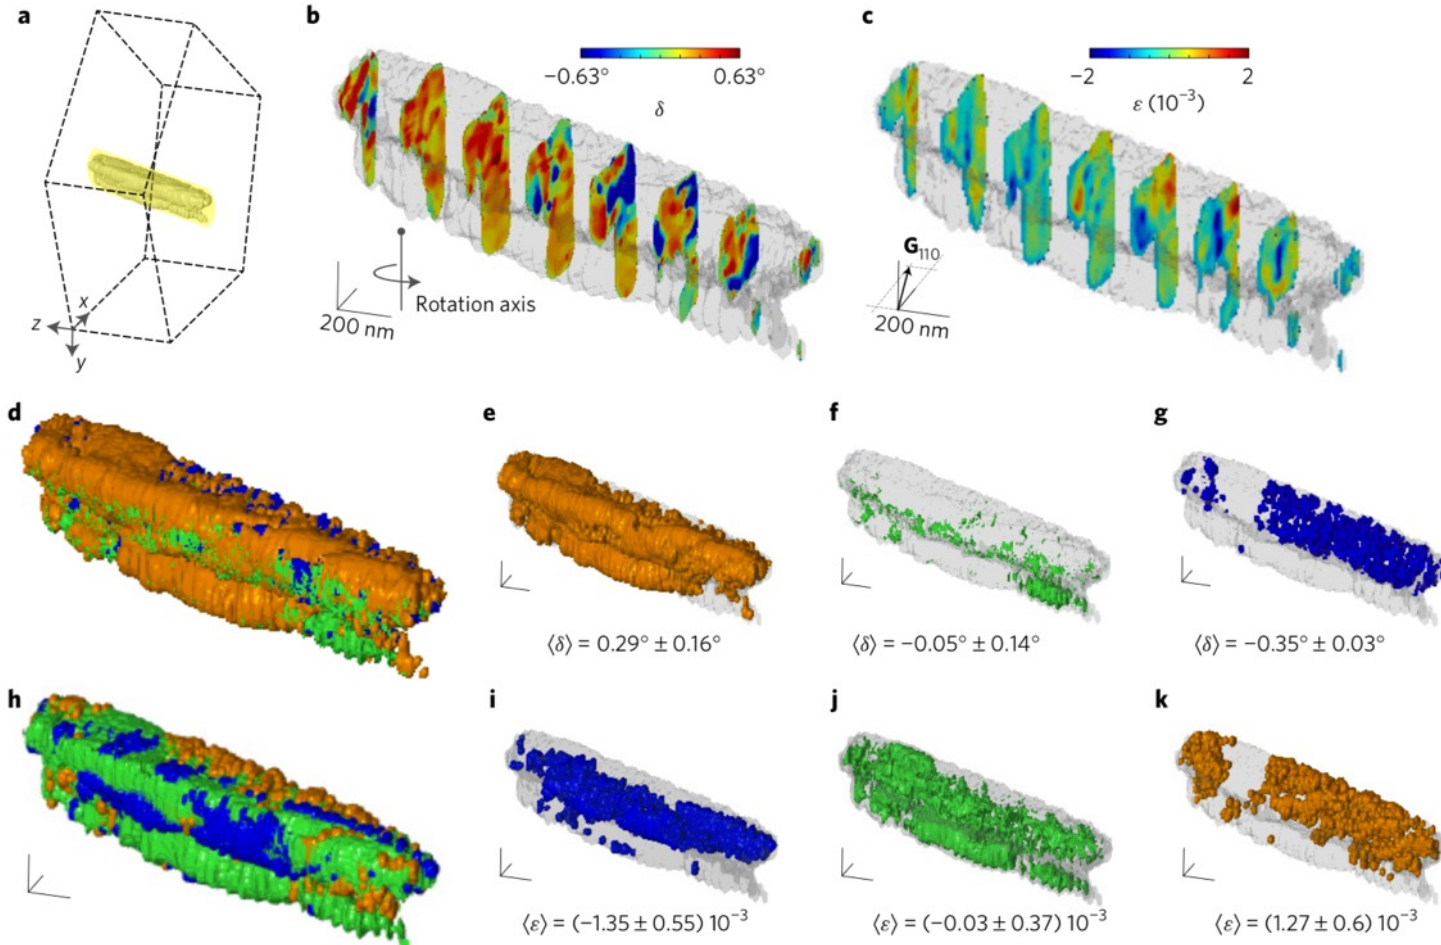 a
x
z
y
b
−0.63°
0.63°
δ
Rotation axis
200 nm
c
−2
2
ε (10⁻³)
G₁₁₀
200 nm
d
e
⟨δ⟩ = 0.29° ± 0.16°
f
⟨δ⟩ = −0.05° ± 0.14°
g
⟨δ⟩ = −0.35° ± 0.03°
h
i
⟨ε⟩ = (−1.35 ± 0.55) 10⁻³
j
⟨ε⟩ = (−0.03 ± 0.37) 10⁻³
k
⟨ε⟩ = (1.27 ± 0.6) 10⁻³